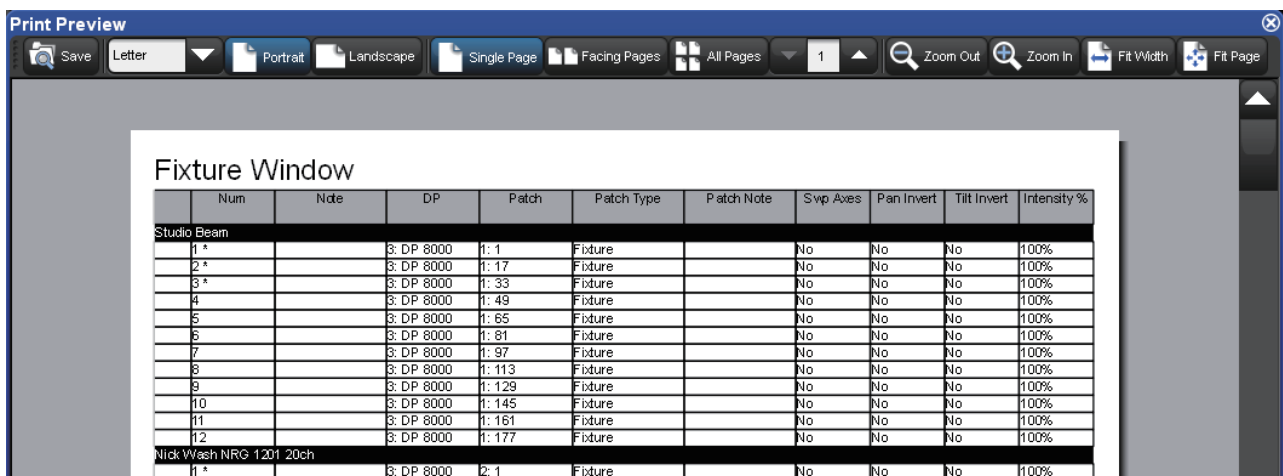 Print Preview
Save Letter Portrait Landscape Single Page Facing Pages All Pages 1 Zoom Out Zoom In Fit Width Fit Page
Fixture Window
Num Note DP Patch Patch Type Patch Note Swp Axes Pan Invert Tilt Invert Intensity %
Studio Beam
1 * 3: DP 8000 1: 1 Fixture No No No 100%
2 * 3: DP 8000 1: 17 Fixture No No No 100%
3 * 3: DP 8000 1: 33 Fixture No No No 100%
4 3: DP 8000 1: 49 Fixture No No No 100%
5 3: DP 8000 1: 65 Fixture No No No 100%
6 3: DP 8000 1: 81 Fixture No No No 100%
7 3: DP 8000 1: 97 Fixture No No No 100%
8 3: DP 8000 1: 113 Fixture No No No 100%
9 3: DP 8000 1: 129 Fixture No No No 100%
10 3: DP 8000 1: 145 Fixture No No No 100%
11 3: DP 8000 1: 161 Fixture No No No 100%
12 3: DP 8000 1: 177 Fixture No No No 100%
Nick Wash NRG 1201 20ch
1 * 3: DP 8000 2: 1 Fixture No No No 100%